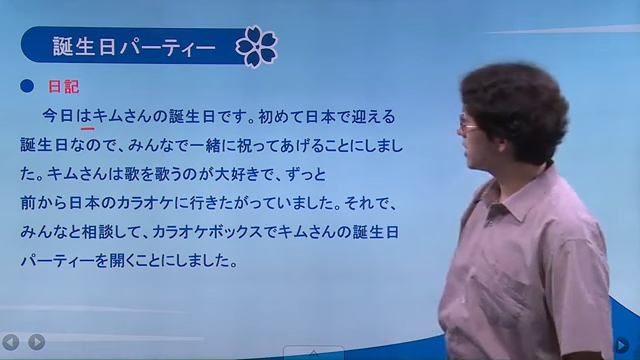 誕生日パーティー
● 日記
今日はキムさんの誕生日です。初めて日本で迎える
誕生日なので、みんなで一緒に祝ってあげることにしまし
た。キムさんは歌を歌うのが大好きで、ずっと
前から日本のカラオケに行きたがっていました。それで、
みんなと相談して、カラオケボックスでキムさんの誕生日
パーティーを開くことにしました。